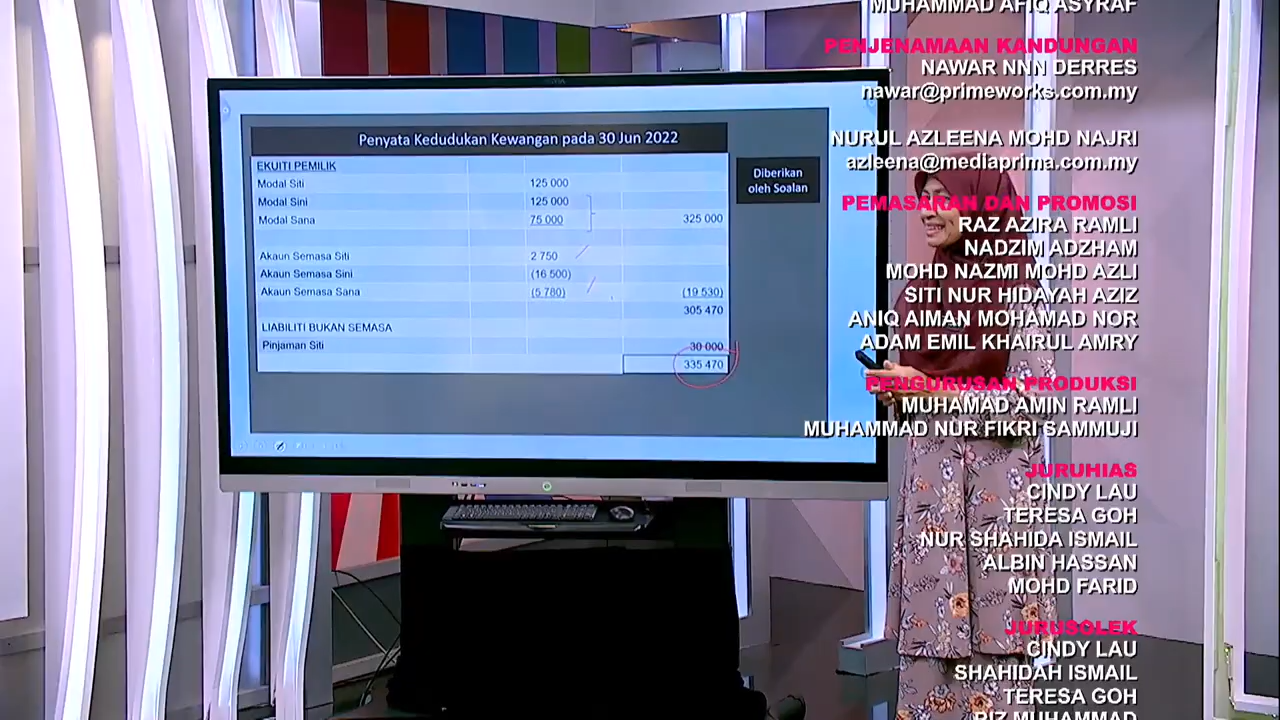 Penyata Kedudukan Kewangan pada 30 Jun 2022
EKUITI PEMILIK
Modal Siti 125 000
Modal Sini 125 000
Modal Sana 75 000 325 000
Akaun Semasa Siti 2 750
Akaun Semasa Sini (16 500)
Akaun Semasa Sana (5 780) (19 530)
305 470
LIABILITI BUKAN SEMASA
Pinjaman Siti 30 000
335 470
Diberikan
oleh Soalan
MUHAMMAD AFIQ ASYRAF
PENJENAMAAN KANDUNGAN
NAWAR NNN DERRES
nawar@primeworks.com.my
NURUL AZLEENA MOHD NAJRI
azleena@mediaprima.com.my
PEMASARAN DAN PROMOSI
RAZ AZIRA RAMLI
NADZIM ADZHAM
MOHD NAZMI MOHD AZLI
SITI NUR HIDAYAH AZIZ
ANIQ AIMAN MOHAMAD NOR
ADAM EMIL KHAIRUL AMRY
PENGURUSAN PRODUKSI
MUHAMAD AMIN RAMLI
MUHAMMAD NUR FIKRI SAMMUJI
JURUHIAS
CINDY LAU
TERESA GOH
NUR SHAHIDA ISMAIL
ALBIN HASSAN
MOHD FARID
JURUSOLEK
CINDY LAU
SHAHIDAH ISMAIL
TERESA GOH
RIZ MUHAMMAD